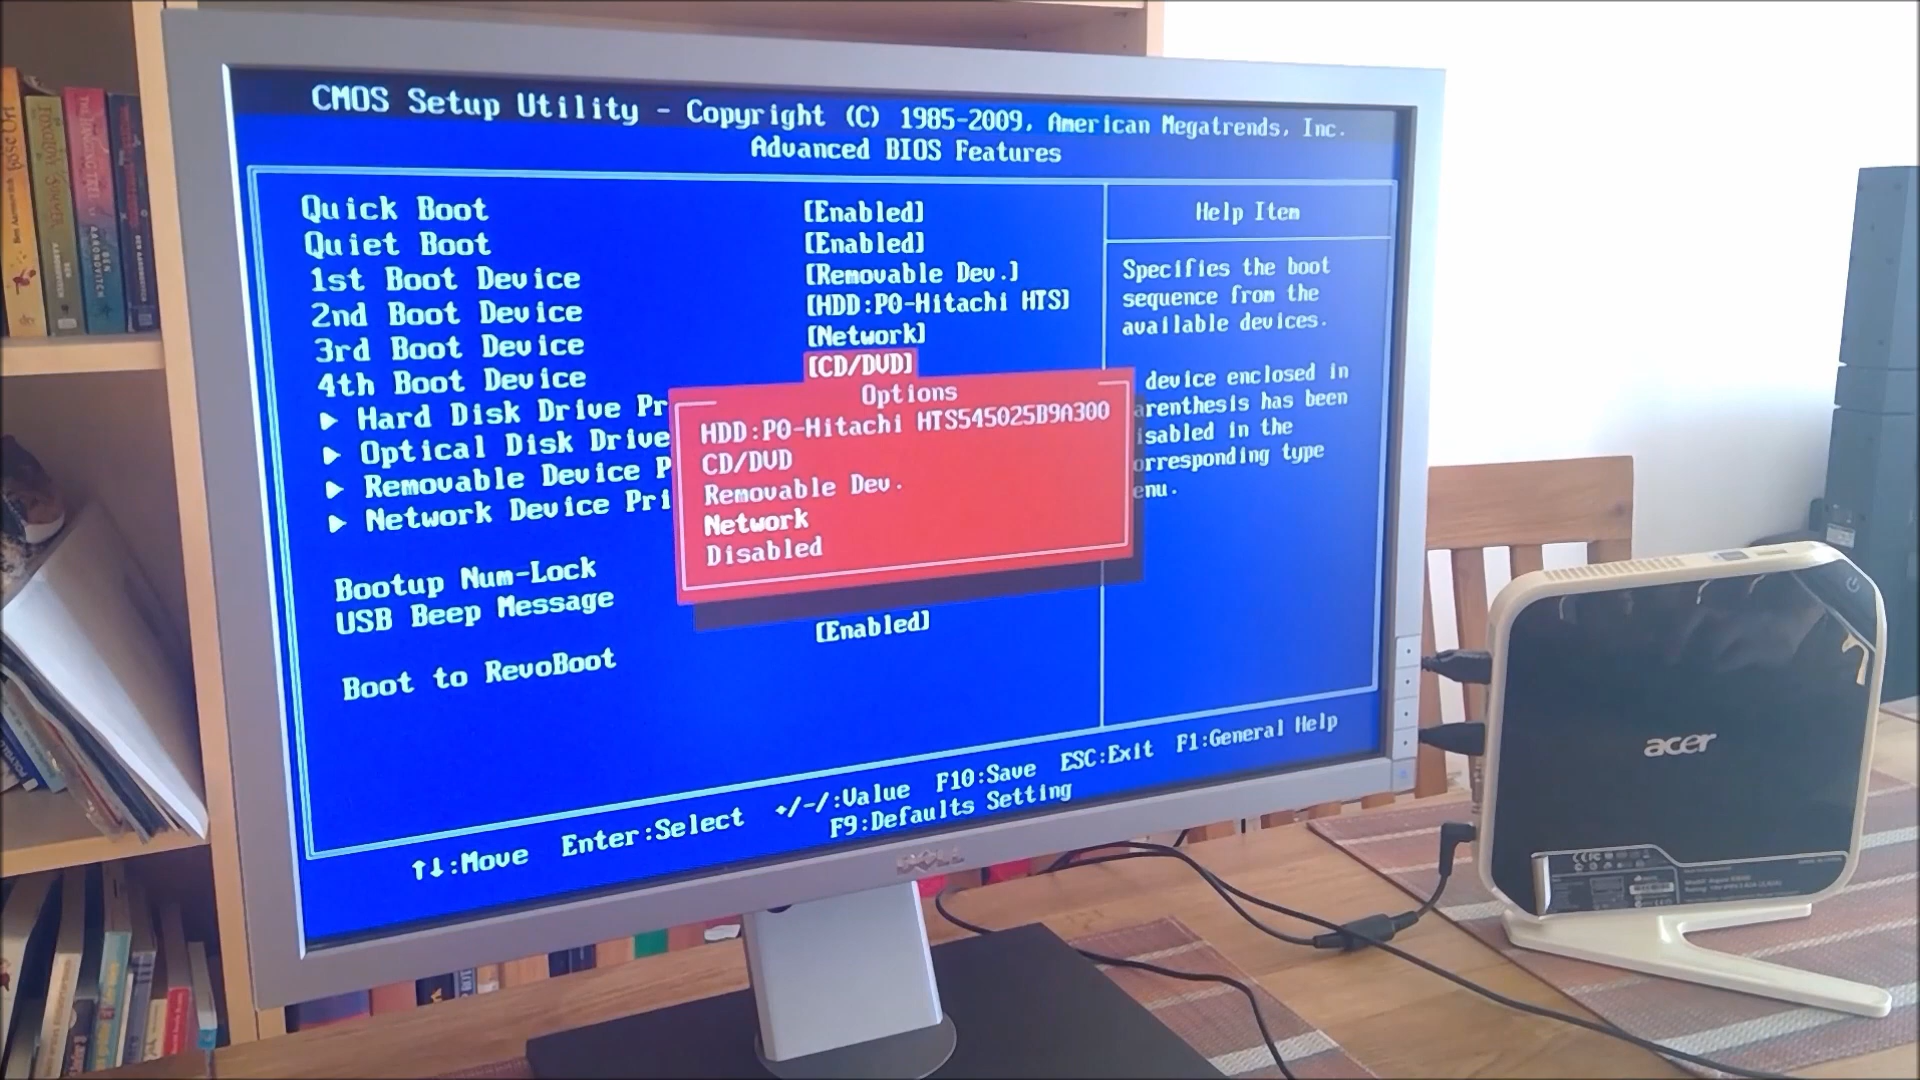 CMOS Setup Utility - Copyright (C) 1985-2009, American Megatrends, Inc.
Advanced BIOS Features
Quick Boot [Enabled]
Quiet Boot [Enabled]
1st Boot Device [Removable Dev.]
2nd Boot Device [HDD:P0-Hitachi HTS]
3rd Boot Device [Network]
4th Boot Device [CD/DVD]
▶ Hard Disk Drive Pr
▶ Optical Disk Drive
▶ Removable Device P
▶ Network Device Pri
Bootup Num-Lock
USB Beep Message [Enabled]
Boot to RevoBoot
Options
HDD:P0-Hitachi HTS545025B9A300
CD/DVD
Removable Dev.
Network
Disabled
Help Item
Specifies the boot
sequence from the
available devices.
device enclosed in
arenthesis has been
isabled in the
orresponding type
enu.
↑↓:Move Enter:Select +/-/:Value F10:Save ESC:Exit F1:General Help
F9:Defaults Setting
DELL
acer